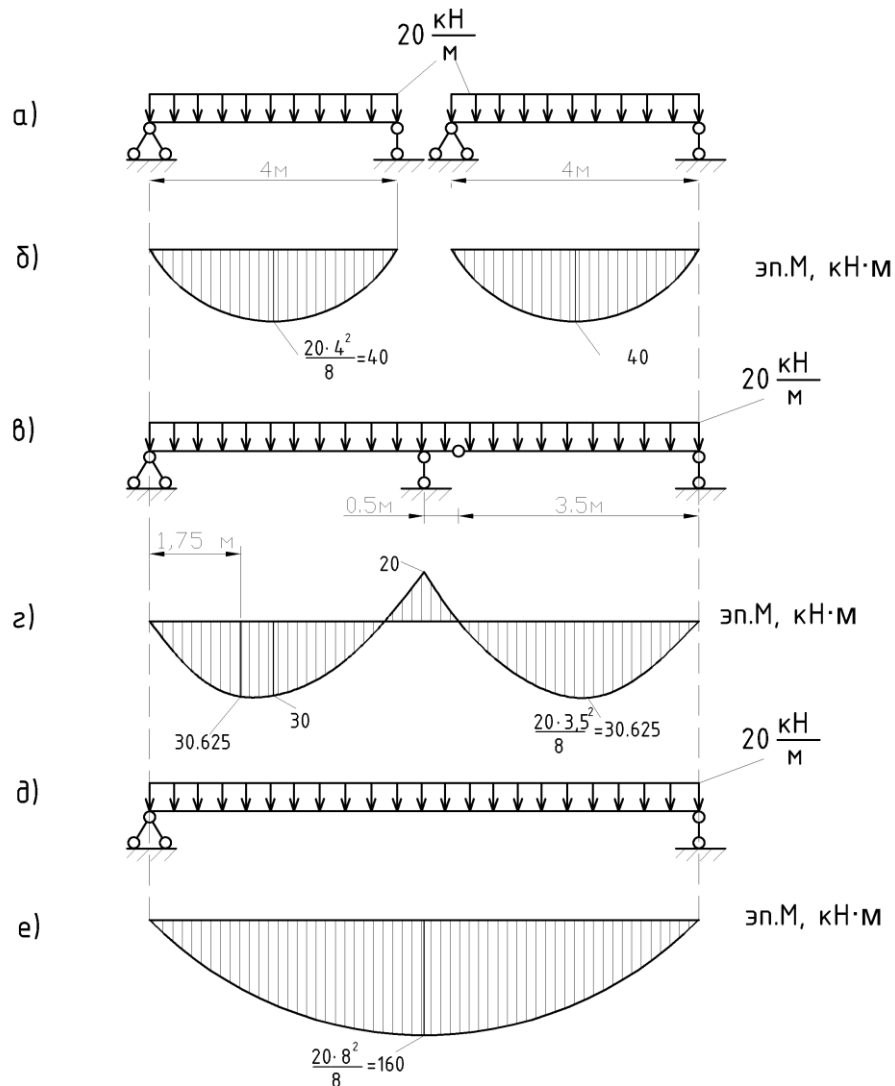 20 кН/м
а)
4м
4м
б)
эп.М, кН·м
20·4²/8=40
40
20 кН/м
в)
0.5м
3.5м
1,75 м
20
г)
эп.М, кН·м
30.625
30
20·3,5²/8=30.625
20 кН/м
д)
е)
эп.М, кН·м
20·8²/8=160